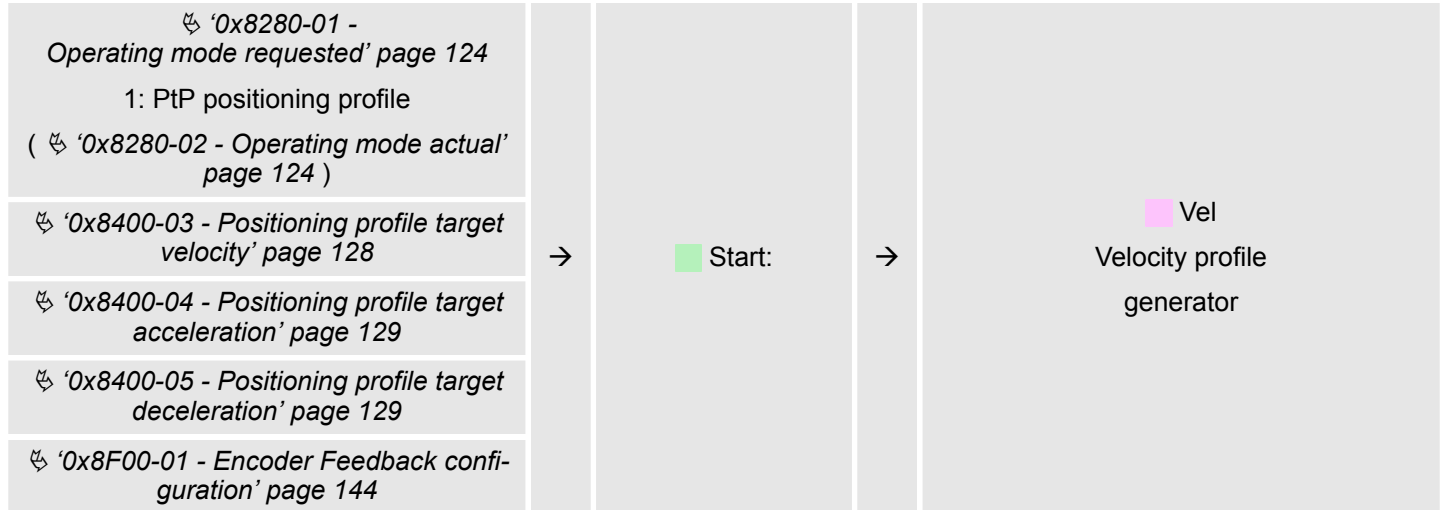 ↳ ‘0x8280-01 -
Operating mode requested’ page 124
1: PtP positioning profile
( ↳ ‘0x8280-02 - Operating mode actual’
page 124 )
↳ ‘0x8400-03 - Positioning profile target
velocity’ page 128
↳ ‘0x8400-04 - Positioning profile target
acceleration’ page 129
↳ ‘0x8400-05 - Positioning profile target
deceleration’ page 129
↳ ‘0x8F00-01 - Encoder Feedback confi-
guration’ page 144
→
Start:
→
Vel
Velocity profile
generator